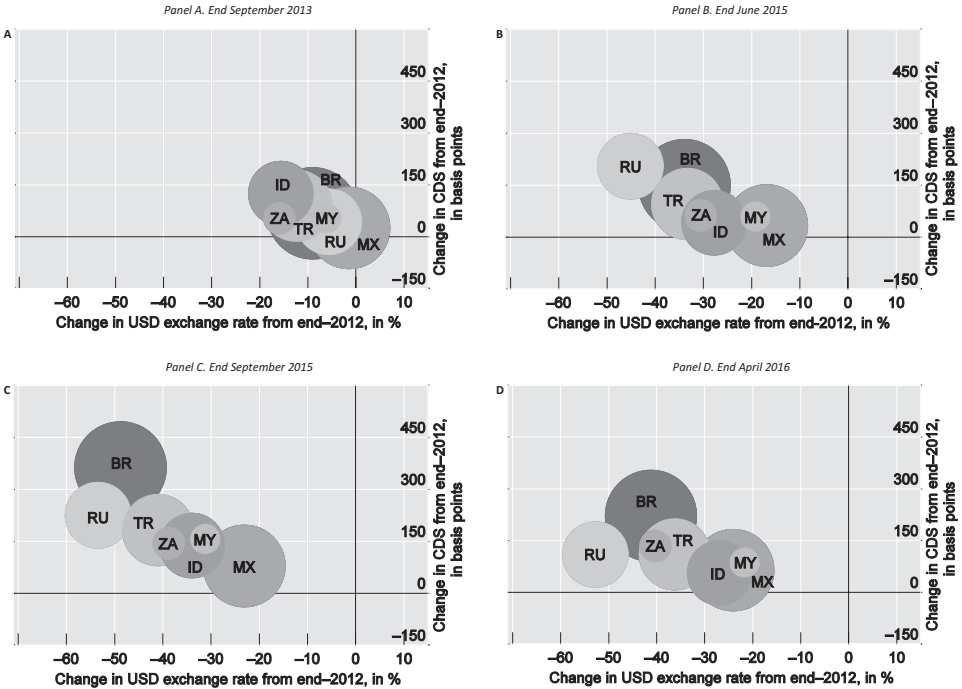 Panel A. End September 2013
A
450
300
150
0
–150
ID
BR
ZA
TR
MY
RU
MX
–60 –50 –40 –30 –20 –10 0 10
Change in USD exchange rate from end–2012, in %
Change in CDS from end–2012,
in basis points
Panel B. End June 2015
B
450
300
150
0
–150
RU
BR
TR
ZA
ID
MY
MX
–60 –50 –40 –30 –20 –10 0 10
Change in USD exchange rate from end-2012, in %
Change in CDS from end–2012,
in basis points
Panel C. End September 2015
C
450
300
150
0
–150
BR
RU
TR
ZA
MY
ID
MX
–60 –50 –40 –30 –20 –10 0 10
Change in USD exchange rate from end–2012, in %
Change in CDS from end–2012,
in basis points
Panel D. End April 2016
D
450
300
150
0
–150
BR
RU
ZA
TR
ID
MY
MX
–60 –50 –40 –30 –20 –10 0 10
Change in USD exchange rate from end–2012, in %
Change in CDS from end–2012,
in basis points